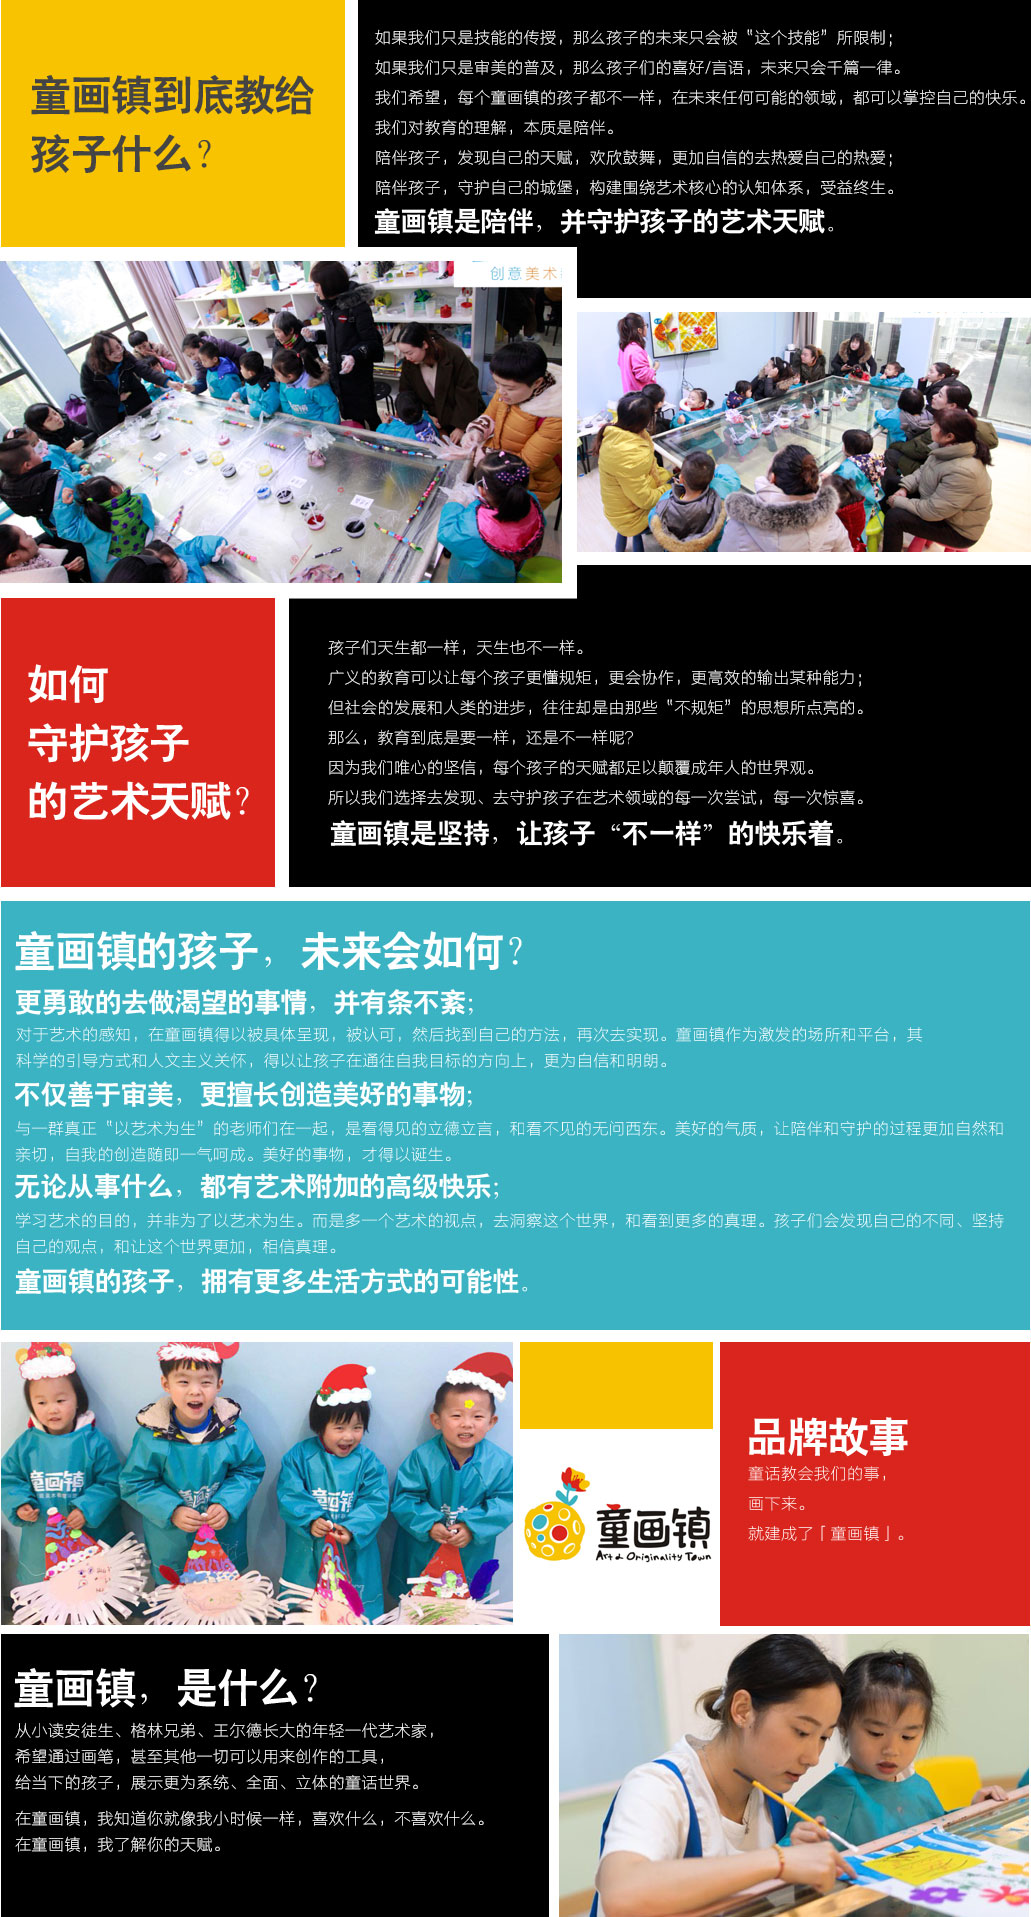 童画镇到底教给
孩子什么？
如果我们只是技能的传授，那么孩子的未来只会被“这个技能”所限制；
如果我们只是审美的普及，那么孩子们的喜好/言语，未来只会千篇一律。
我们希望，每个童画镇的孩子都不一样，在未来任何可能的领域，都可以掌控自己的快乐。
我们对教育的理解，本质是陪伴。
陪伴孩子，发现自己的天赋，欢欣鼓舞，更加自信的去热爱自己的热爱；
陪伴孩子，守护自己的城堡，构建围绕艺术核心的认知体系，受益终生。
童画镇是陪伴，并守护孩子的艺术天赋。
创意美术
如何
守护孩子
的艺术天赋？
孩子们天生都一样，天生也不一样。
广义的教育可以让每个孩子更懂规矩，更会协作，更高效的输出某种能力；
但社会的发展和人类的进步，往往却是由那些“不规矩”的思想所点亮的。
那么，教育到底是要一样，还是不一样呢？
因为我们唯心的坚信，每个孩子的天赋都足以颠覆成年人的世界观。
所以我们选择去发现、去守护孩子在艺术领域的每一次尝试，每一次惊喜。
童画镇是坚持，让孩子“不一样”的快乐着。
童画镇的孩子，未来会如何？
更勇敢的去做渴望的事情，并有条不紊；
对于艺术的感知，在童画镇得以被具体呈现，被认可，然后找到自己的方法，再次去实现。童画镇作为激发的场所和平台，其
科学的引导方式和人文主义关怀，得以让孩子在通往自我目标的方向上，更为自信和明朗。
不仅善于审美，更擅长创造美好的事物；
与一群真正“以艺术为生”的老师们在一起，是看得见的立德立言，和看不见的无问西东。美好的气质，让陪伴和守护的过程更加自然和
亲切，自我的创造随即一气呵成。美好的事物，才得以诞生。
无论从事什么，都有艺术附加的高级快乐；
学习艺术的目的，并非为了以艺术为生。而是多一个艺术的视点，去洞察这个世界，和看到更多的真理。孩子们会发现自己的不同、坚持
自己的观点，和让这个世界更加，相信真理。
童画镇的孩子，拥有更多生活方式的可能性。
童画镇
童画镇
童画镇
Art & Originality Town
品牌故事
童话教会我们的事，
画下来。
就建成了「童画镇」。
童画镇，是什么？
从小读安徒生、格林兄弟、王尔德长大的年轻一代艺术家，
希望通过画笔，甚至其他一切可以用来创作的工具，
给当下的孩子，展示更为系统、全面、立体的童话世界。
在童画镇，我知道你就像我小时候一样，喜欢什么，不喜欢什么。
在童画镇，我了解你的天赋。